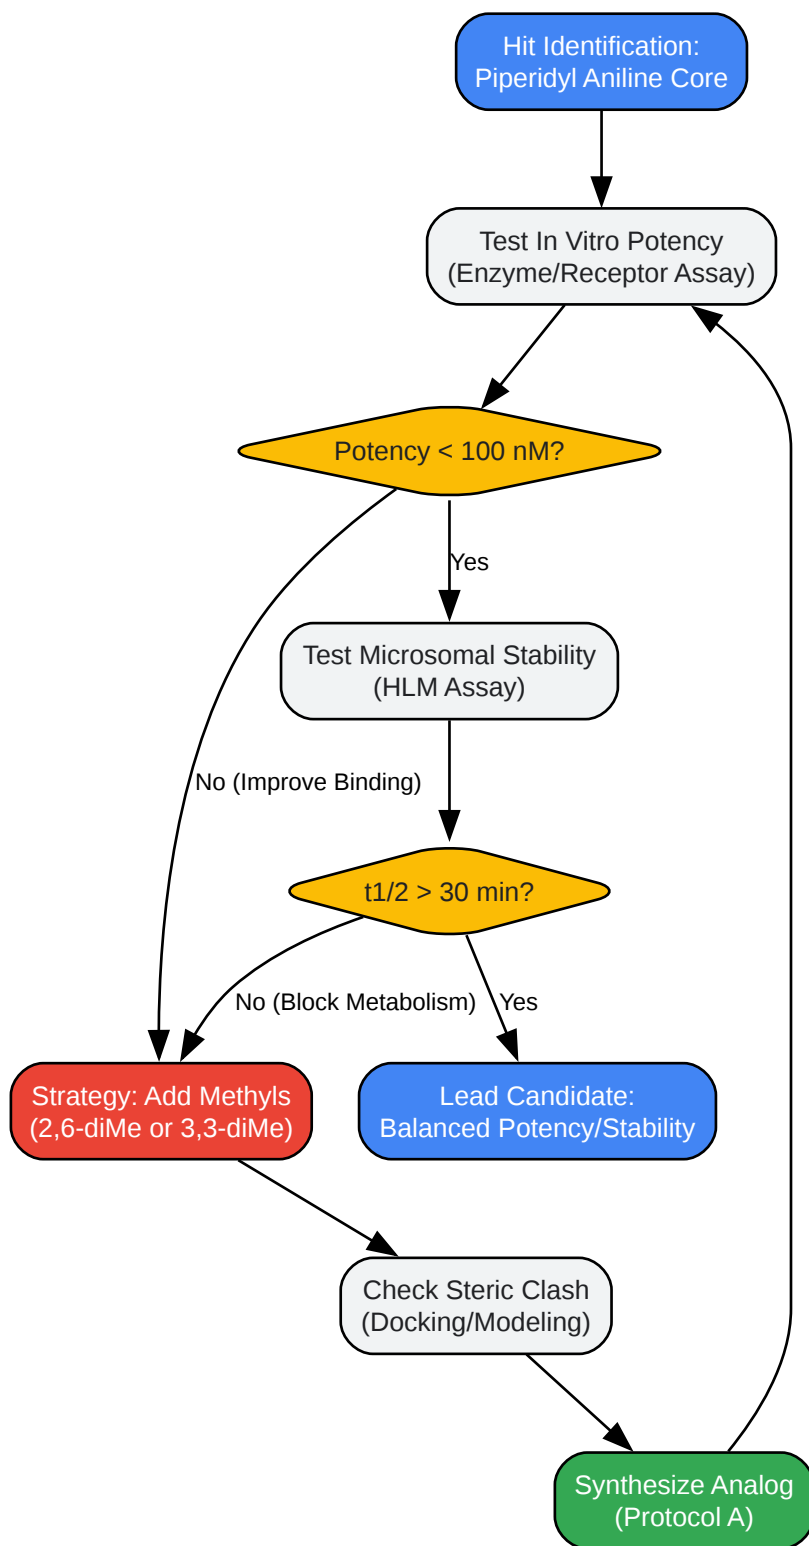 Hit Identification:
Piperidyl Aniline Core
Test In Vitro Potency
(Enzyme/Receptor Assay)
Potency < 100 nM?
Yes
Test Microsomal Stability
(HLM Assay)
No (Improve Binding)
t1/2 > 30 min?
No (Block Metabolism)
Yes
Strategy: Add Methyls
(2,6-diMe or 3,3-diMe)
Lead Candidate:
Balanced Potency/Stability
Check Steric Clash
(Docking/Modeling)
Synthesize Analog
(Protocol A)